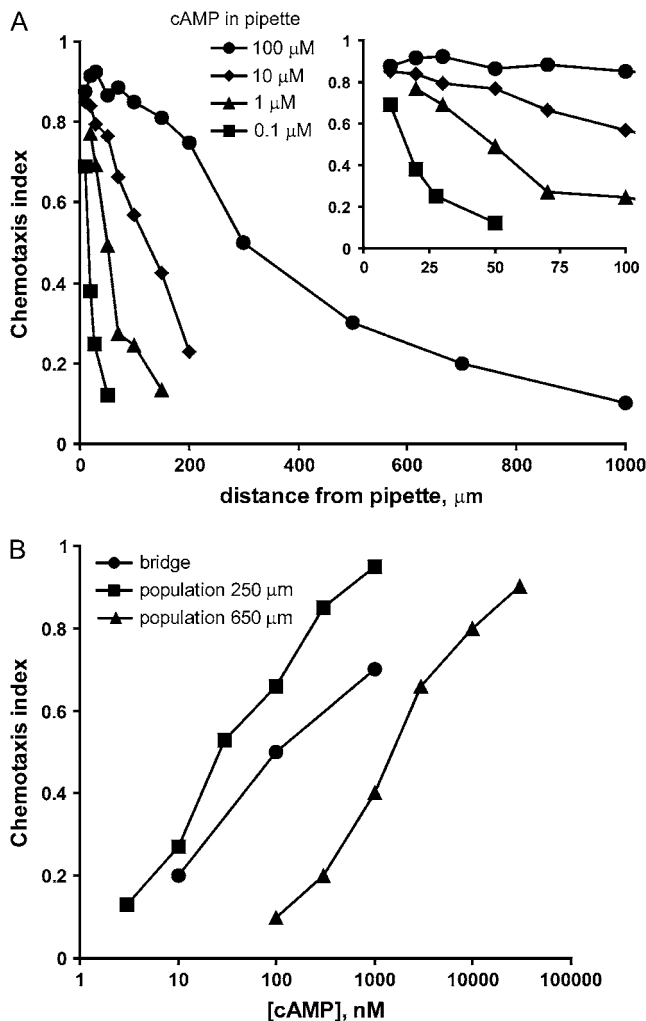 A
cAMP in pipette
100 µM
10 µM
1 µM
0.1 µM
Chemotaxis index
1
0.8
0.6
0.4
0.2
0
0 200 400 600 800 1000
distance from pipette, µm
1
0.8
0.6
0.4
0.2
0
0 25 50 75 100
B
bridge
population 250 µm
population 650 µm
Chemotaxis index
1
0.8
0.6
0.4
0.2
0
1 10 100 1000 10000 100000
[cAMP], nM